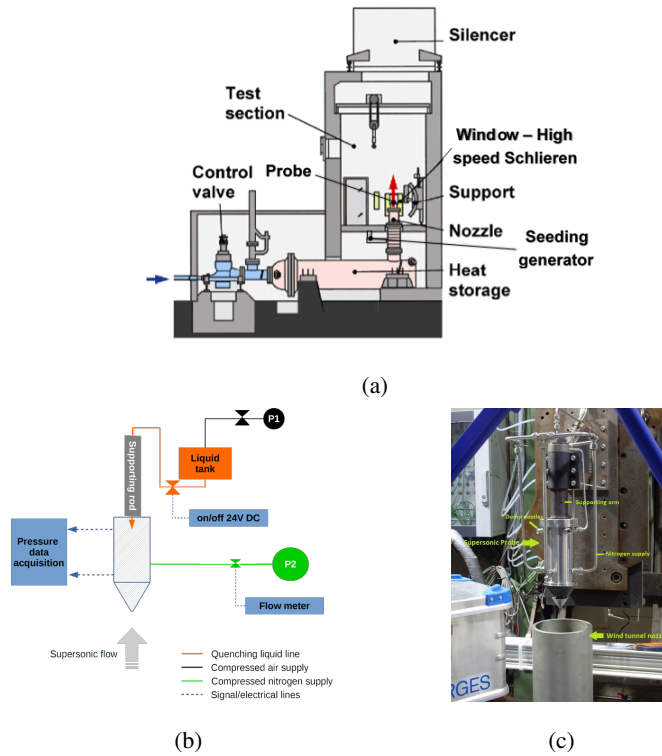 Silencer
Test
section
Window – High
speed Schlieren
Control
valve
Probe
Support
Nozzle
Seeding
generator
Heat
storage
(a)
P1
Supporting rod
Liquid
tank
on/off 24V DC
Pressure
data
acquisition
P2
Flow meter
Supersonic flow
Quenching liquid line
Compressed air supply
Compressed nitrogen supply
Signal/electrical lines
(b)
Supporting arm
nozzles
Supersonic Probe
Nitrogen supply
Wind tunnel nozz
RGES
(c)